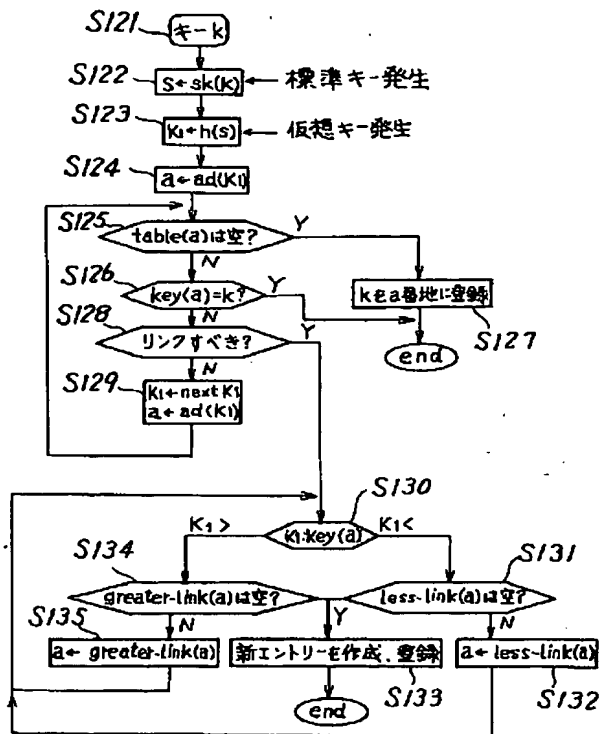 S121
キーk
S122
S←sk(k)
標準キー発生
S123
K1←h(s)
仮想キー発生
S124
a←ad(K1)
S125
table(a)は空?
Y
N
S126
key(a)=k?
Y
N
kをa番地に登録
S127
end
S128
リンクすべき?
Y
N
S129
K1←next K1
a←ad(K1)
S130
K1>
K1:key(a)
K1<
S134
greater-link(a)は空?
S131
less-link(a)は空?
N
Y
N
S135
a←greater-link(a)
新エントリーを作成、登録
a←less-link(a)
S133
S132
end